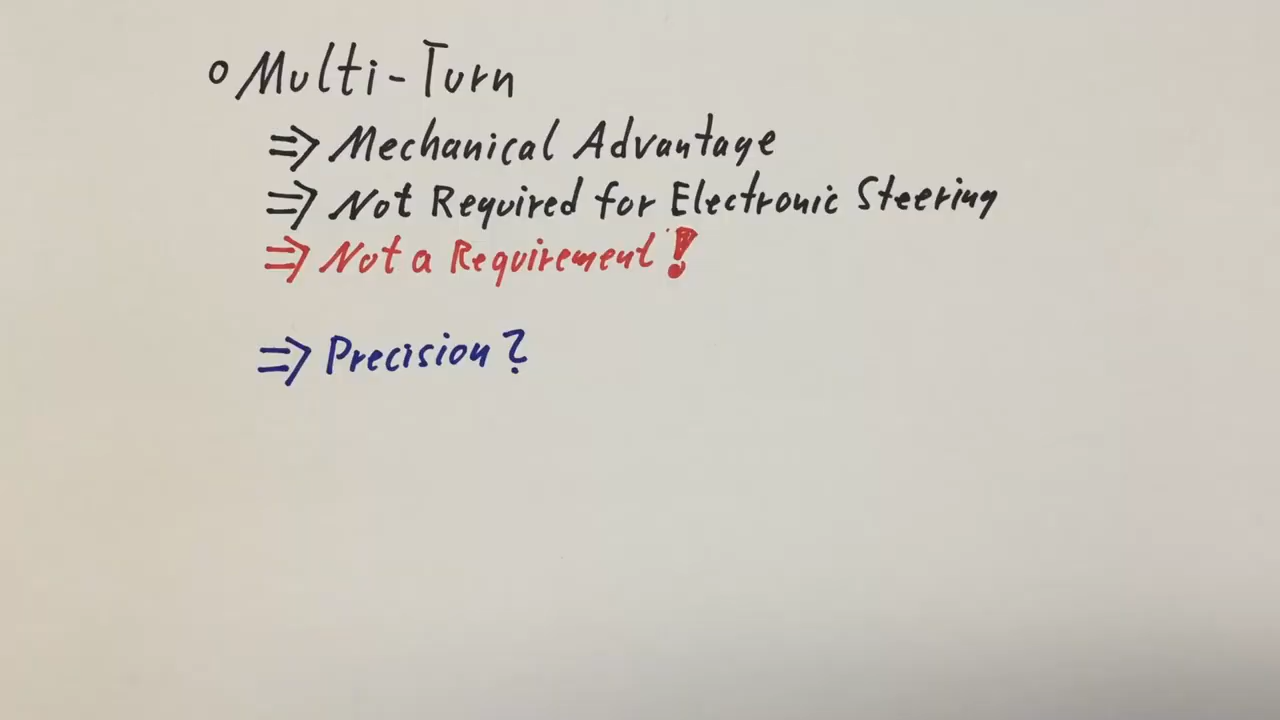 o Multi-Turn
⇒ Mechanical Advantage
⇒ Not Required for Electronic Steering
⇒ Not a Requirement!
⇒ Precision?